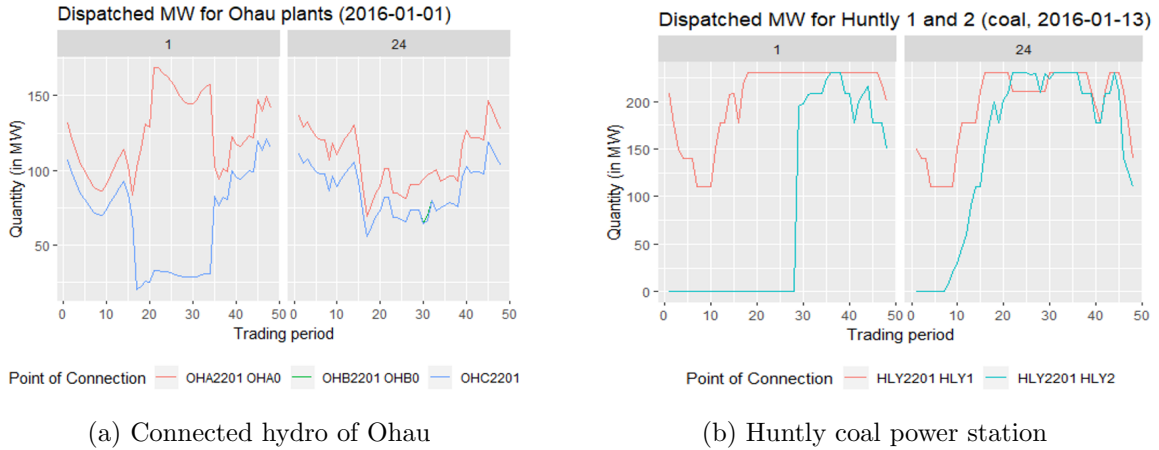 Dispatched MW for Ohau plants (2016-01-01)
1
24
Quantity (in MW)
150
100
50
0 10 20 30 40 50 0 10 20 30 40 50
Trading period
Point of Connection OHA2201 OHA0 OHB2201 OHB0 OHC2201
(a) Connected hydro of Ohau
Dispatched MW for Huntly 1 and 2 (coal, 2016-01-13)
1
24
Quantity (in MW)
200
150
100
50
0
0 10 20 30 40 50 0 10 20 30 40 50
Trading period
Point of Connection HLY2201 HLY1 HLY2201 HLY2
(b) Huntly coal power station